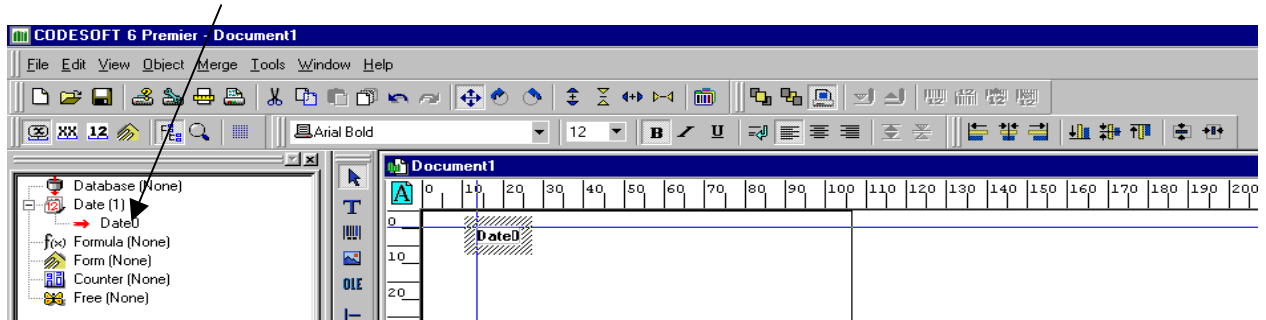 CODESOFT 6 Premier - Document1
File Edit View Object Merge Tools Window Help
XX 12 Arial Bold 12 B I U
Document1
Database (None)
Date (1)
Date0
f(x) Formula (None)
Form (None)
Counter (None)
Free (None)
A 0 10 20 30 40 50 60 70 80 90 100 110 120 130 140 150 160 170 180 190 200
T
OLE
0
10
20
Date0